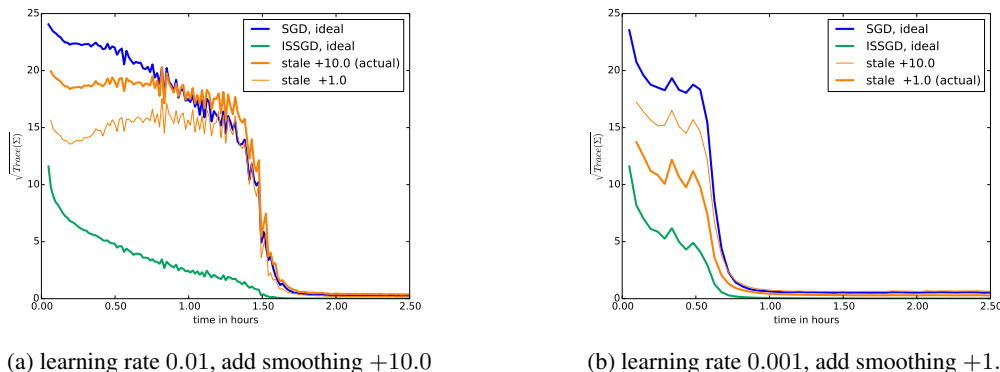 25
20
15
10
5
0
√Trace(Σ)
SGD, ideal
ISSGD, ideal
stale +10.0 (actual)
stale +1.0
0.00 0.50 1.00 1.50 2.00 2.50
time in hours
(a) learning rate 0.01, add smoothing +10.0
25
20
15
10
5
0
√Trace(Σ)
SGD, ideal
ISSGD, ideal
stale +10.0
stale +1.0 (actual)
0.00 0.50 1.00 1.50 2.00 2.50
time in hours
(b) learning rate 0.001, add smoothing +1.